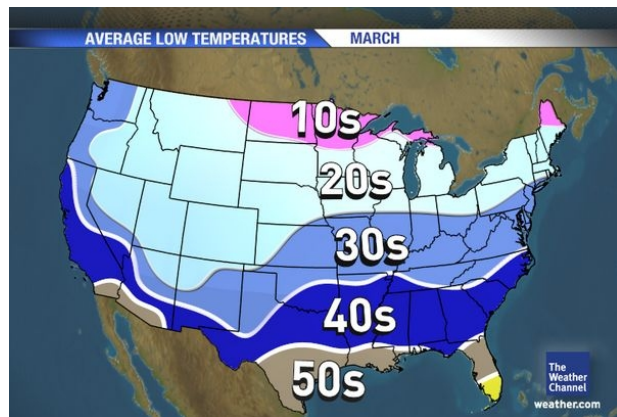 AVERAGE LOW TEMPERATURES MARCH
10s
20s
30s
40s
50s
The
Weather
Channel
weather.com